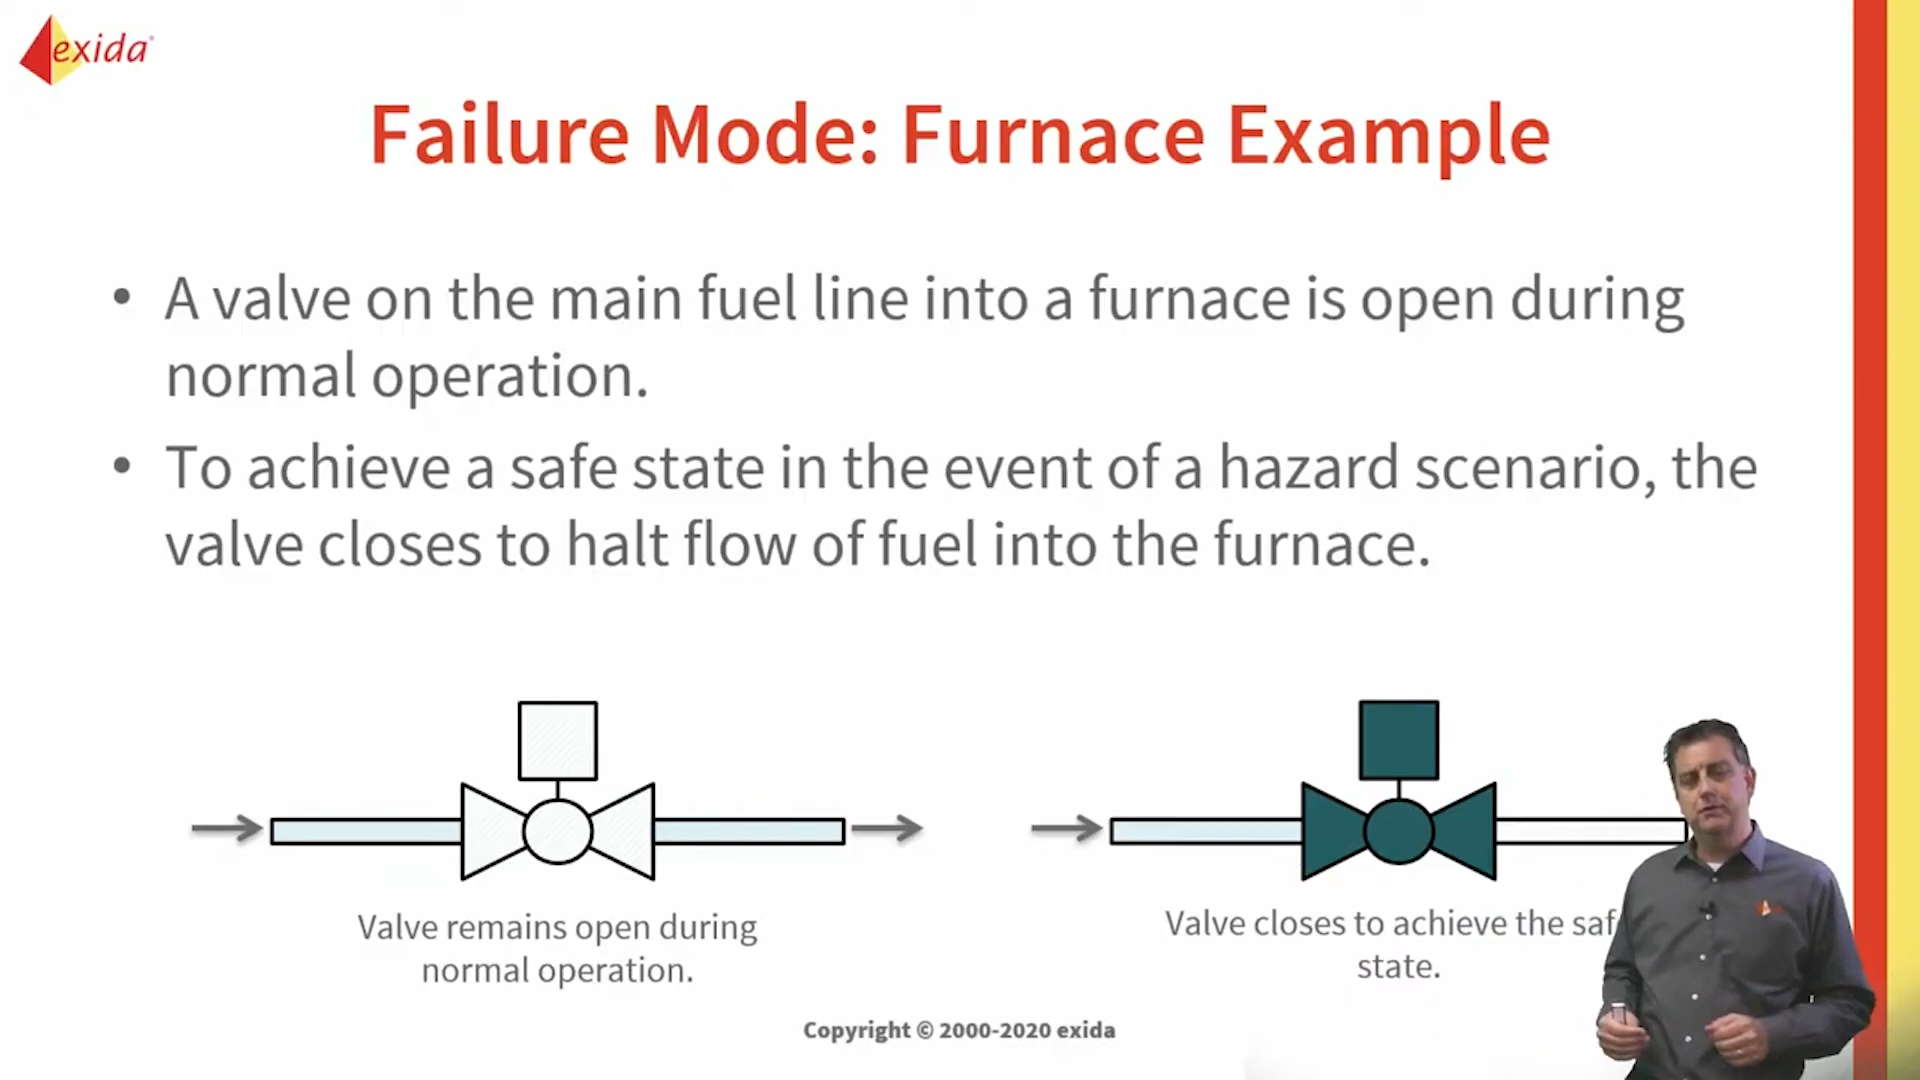 exida
Failure Mode: Furnace Example
• A valve on the main fuel line into a furnace is open during
normal operation.
• To achieve a safe state in the event of a hazard scenario, the
valve closes to halt flow of fuel into the furnace.
Valve remains open during
normal operation.
Valve closes to achieve the saf
state.
Copyright © 2000-2020 exida